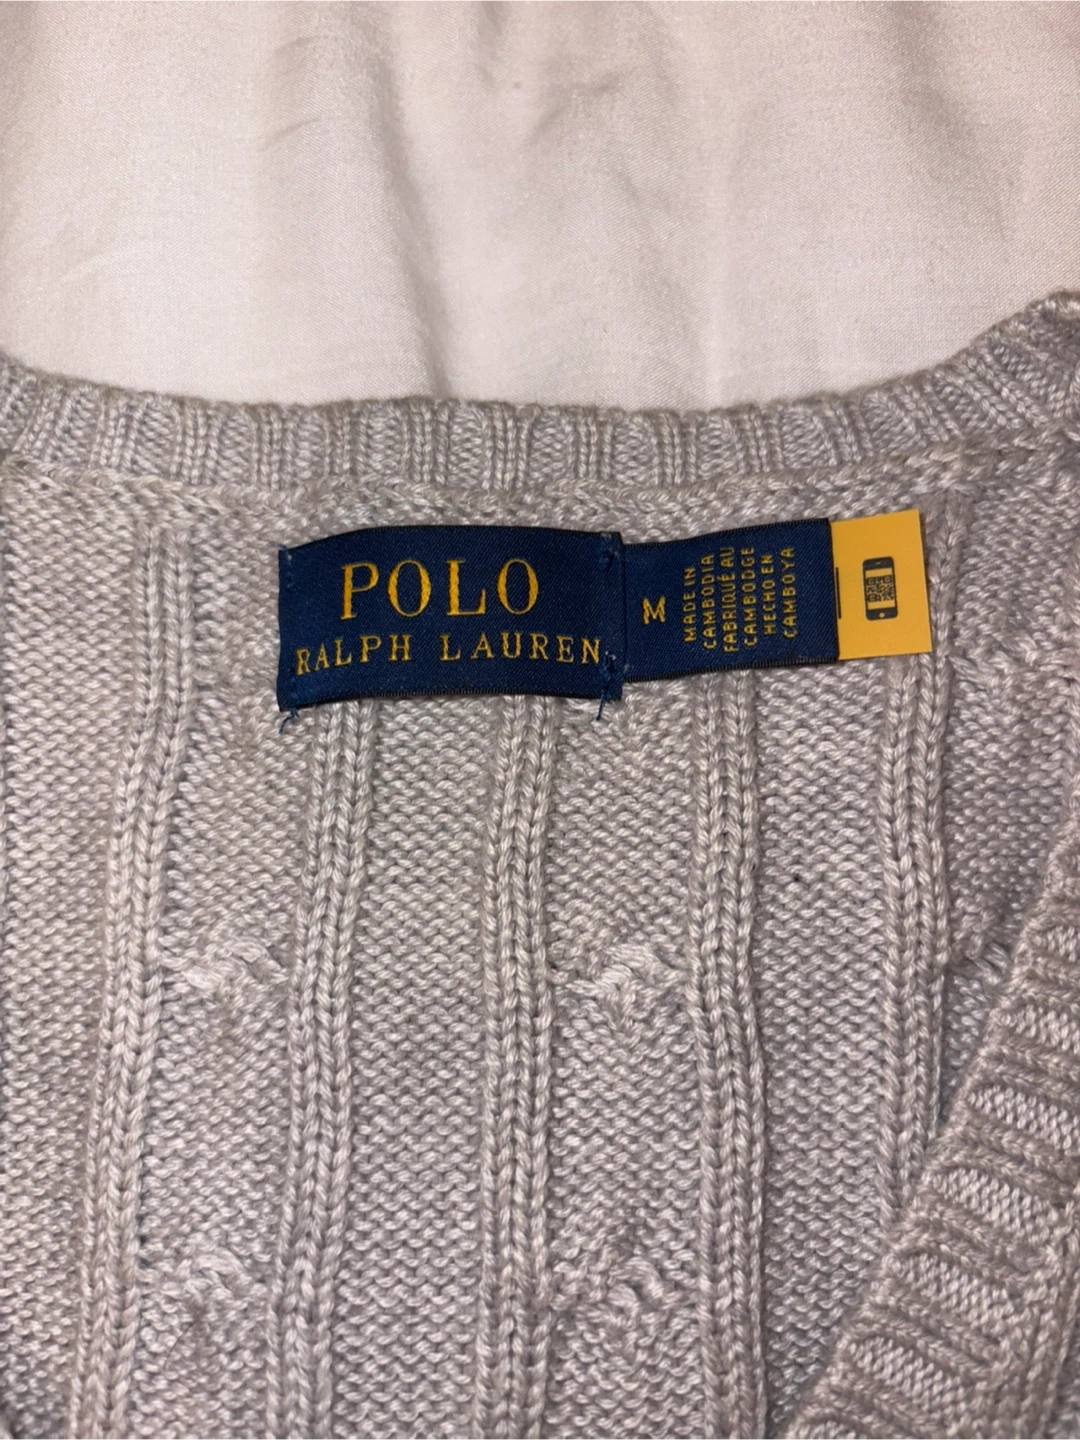 POLO
RALPH LAUREN
M
MADE IN
CAMBODIA
FABRIQUÉ AU
CAMBODGE
HECHO EN
CAMBOYA